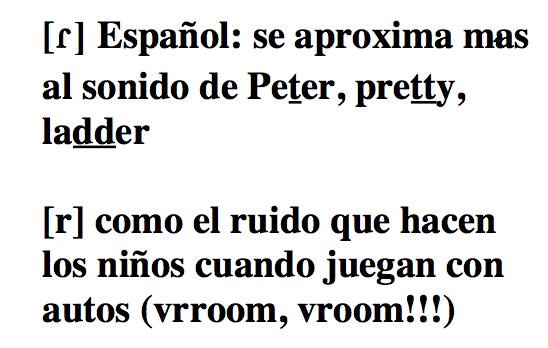 [ɾ] Español: se aproxima mas
al sonido de Peter, pretty,
ladder
[r] como el ruido que hacen
los niños cuando juegan con
autos (vrroom, vroom!!!)